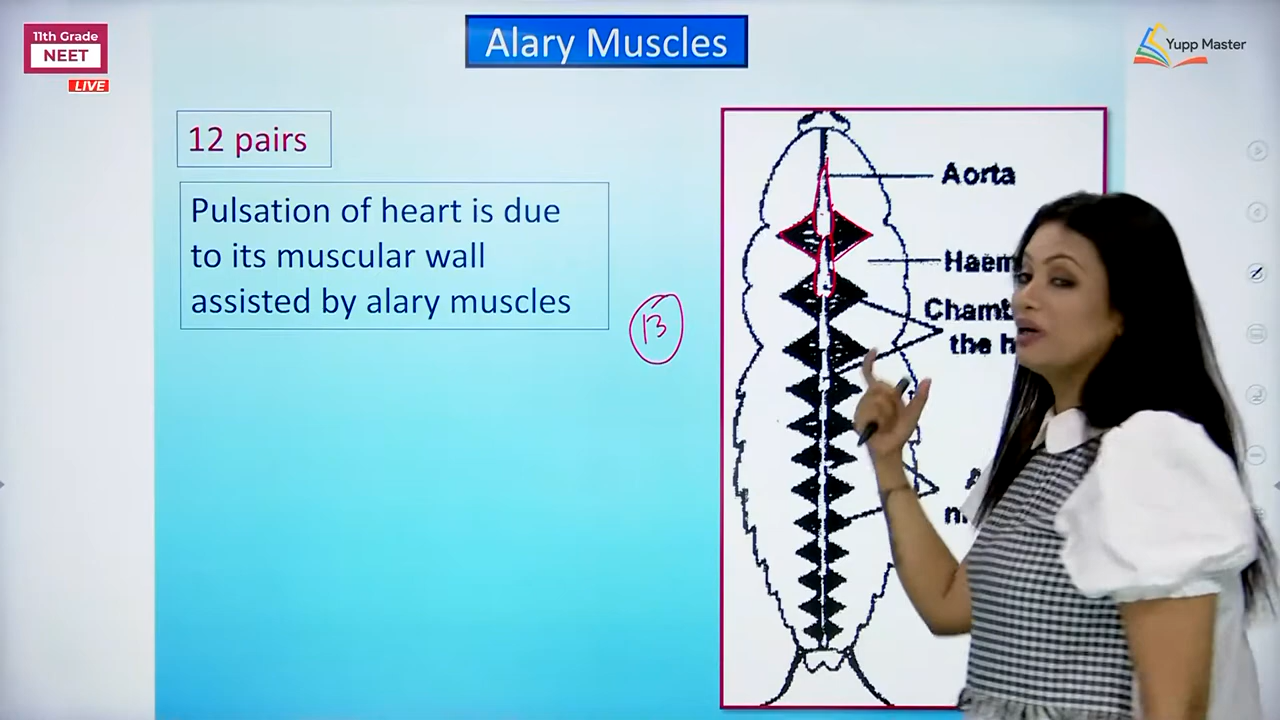 11th Grade
NEET
LIVE
Alary Muscles
Yupp Master
12 pairs
Pulsation of heart is due
to its muscular wall
assisted by alary muscles
13
Aorta
the